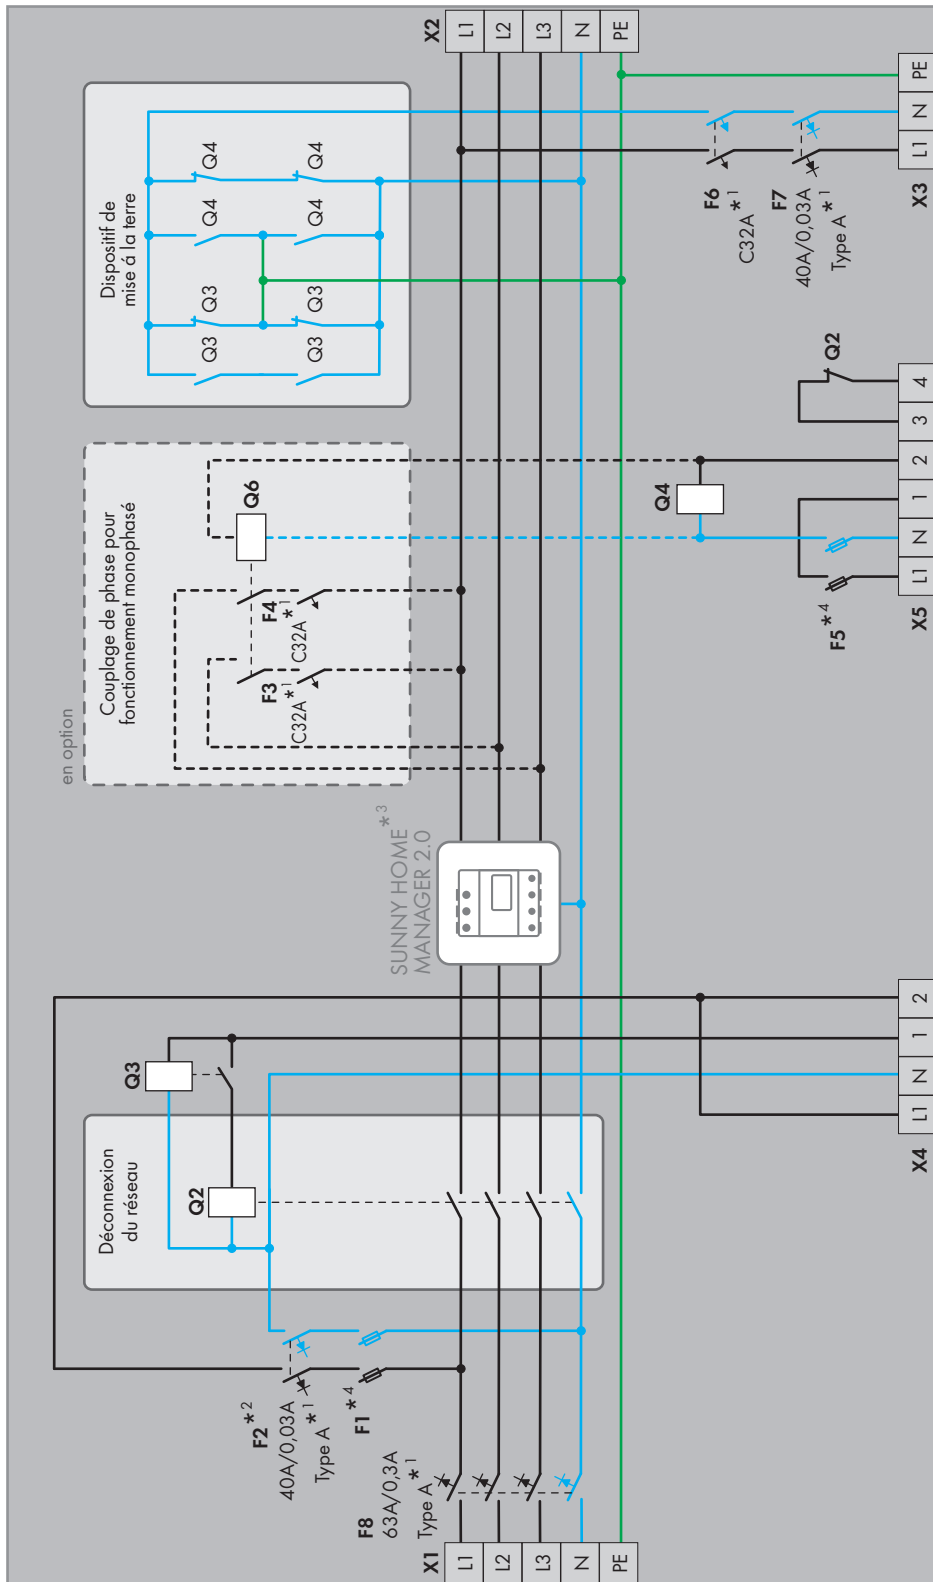 X1
L1
L2
L3
N
PE
F8
63A/0,3A
Type A *1
F2 *2
40A/0,03A
Type A *1
F1 *4
Déconnexion
du réseau
Q2
Q3
X4
L1
N
1
2
SUNNY HOME
MANAGER 2.0 *3
en option
Couplage de phase pour
fonctionnement monophasé
F3
C32A *1
F4
C32A *1
Q6
Dispositif de
mise á la terre
Q3
Q3
Q3
Q3
Q4
Q4
Q4
Q4
X2
L1
L2
L3
N
PE
F5 *4
Q4
Q2
X5
L1
N
1
2
3
4
F6
C32A *1
F7
40A/0,03A
Type A *1
X3
L1
N
PE